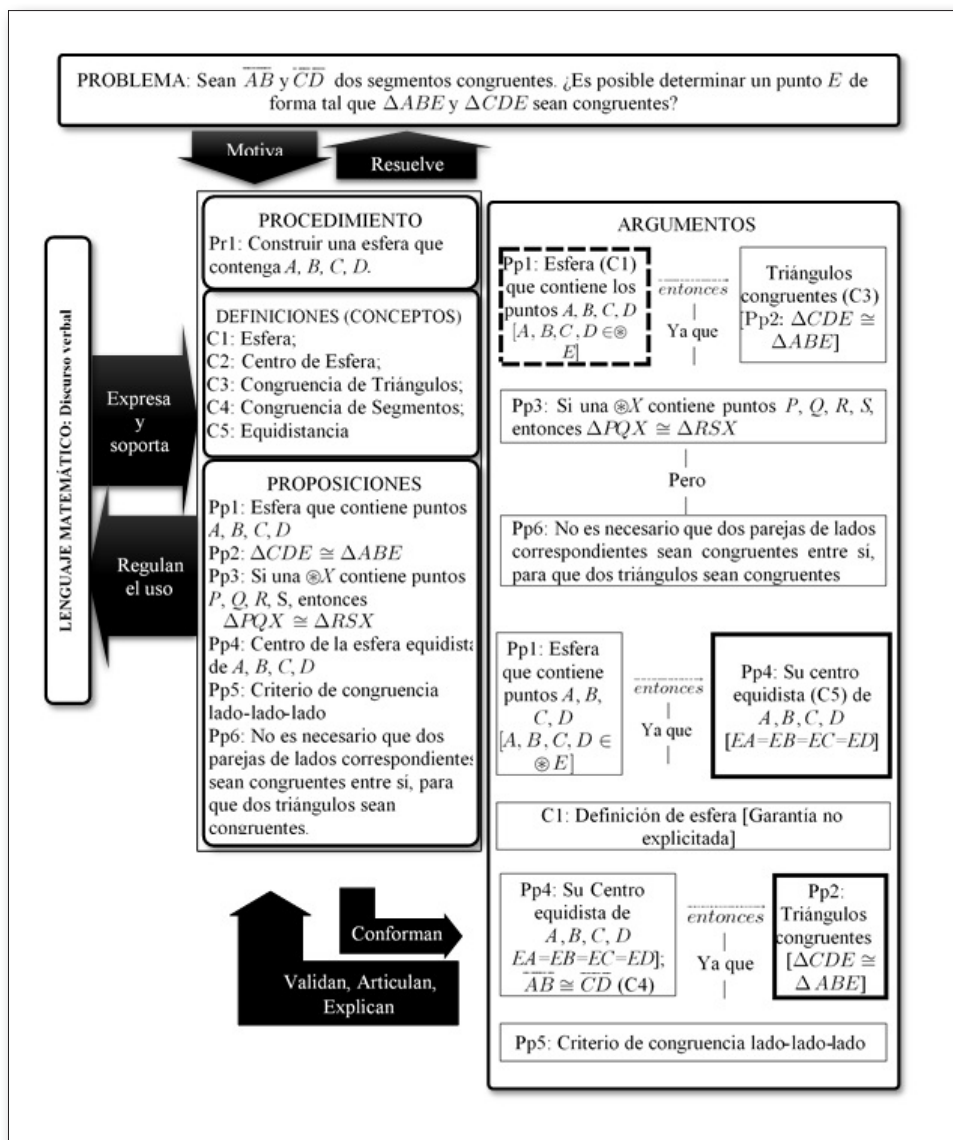 PROBLEMA: Sean AB y CD dos segmentos congruentes. ¿Es posible determinar un punto E de
forma tal que ΔABE y ΔCDE sean congruentes?
Motiva
Resuelve
LENGUAJE MATEMÁTICO: Discurso verbal
Expresa
y
soporta
Regulan
el uso
PROCEDIMIENTO
Pr1: Construir una esfera que
contenga A, B, C, D.
DEFINICIONES (CONCEPTOS)
C1: Esfera;
C2: Centro de Esfera;
C3: Congruencia de Triángulos;
C4: Congruencia de Segmentos;
C5: Equidistancia
PROPOSICIONES
Pp1: Esfera que contiene puntos
A, B, C, D
Pp2: ΔCDE ≅ ΔABE
Pp3: Si una ⊛X contiene puntos
P, Q, R, S, entonces
ΔPQX ≅ ΔRSX
Pp4: Centro de la esfera equidista
de A, B, C, D
Pp5: Criterio de congruencia
lado-lado-lado
Pp6: No es necesario que dos
parejas de lados correspondientes
sean congruentes entre sí, para
que dos triángulos sean
congruentes.
Conforman
Validan, Articulan,
Explican
ARGUMENTOS
Pp1: Esfera (C1)
que contiene los
puntos A, B, C, D
[A, B, C, D ∈⊛
E]
entonces
Ya que
Triángulos
congruentes (C3)
[Pp2: ΔCDE ≅
ΔABE]
Pp3: Si una ⊛X contiene puntos P, Q, R, S,
entonces ΔPQX ≅ ΔRSX
Pero
Pp6: No es necesario que dos parejas de lados
correspondientes sean congruentes entre sí,
para que dos triángulos sean congruentes
Pp1: Esfera
que contiene
puntos A, B,
C, D
[A, B, C, D ∈
⊛ E]
entonces
Ya que
Pp4: Su centro
equidista (C5) de
A, B, C, D
[EA=EB=EC=ED]
C1: Definición de esfera [Garantía no
explicitada]
Pp4: Su Centro
equidista de
A, B, C, D
EA=EB=EC=ED];
AB ≅ CD (C4)
entonces
Ya que
Pp2:
Triángulos
congruentes
[ΔCDE ≅
Δ ABE]
Pp5: Criterio de congruencia lado-lado-lado